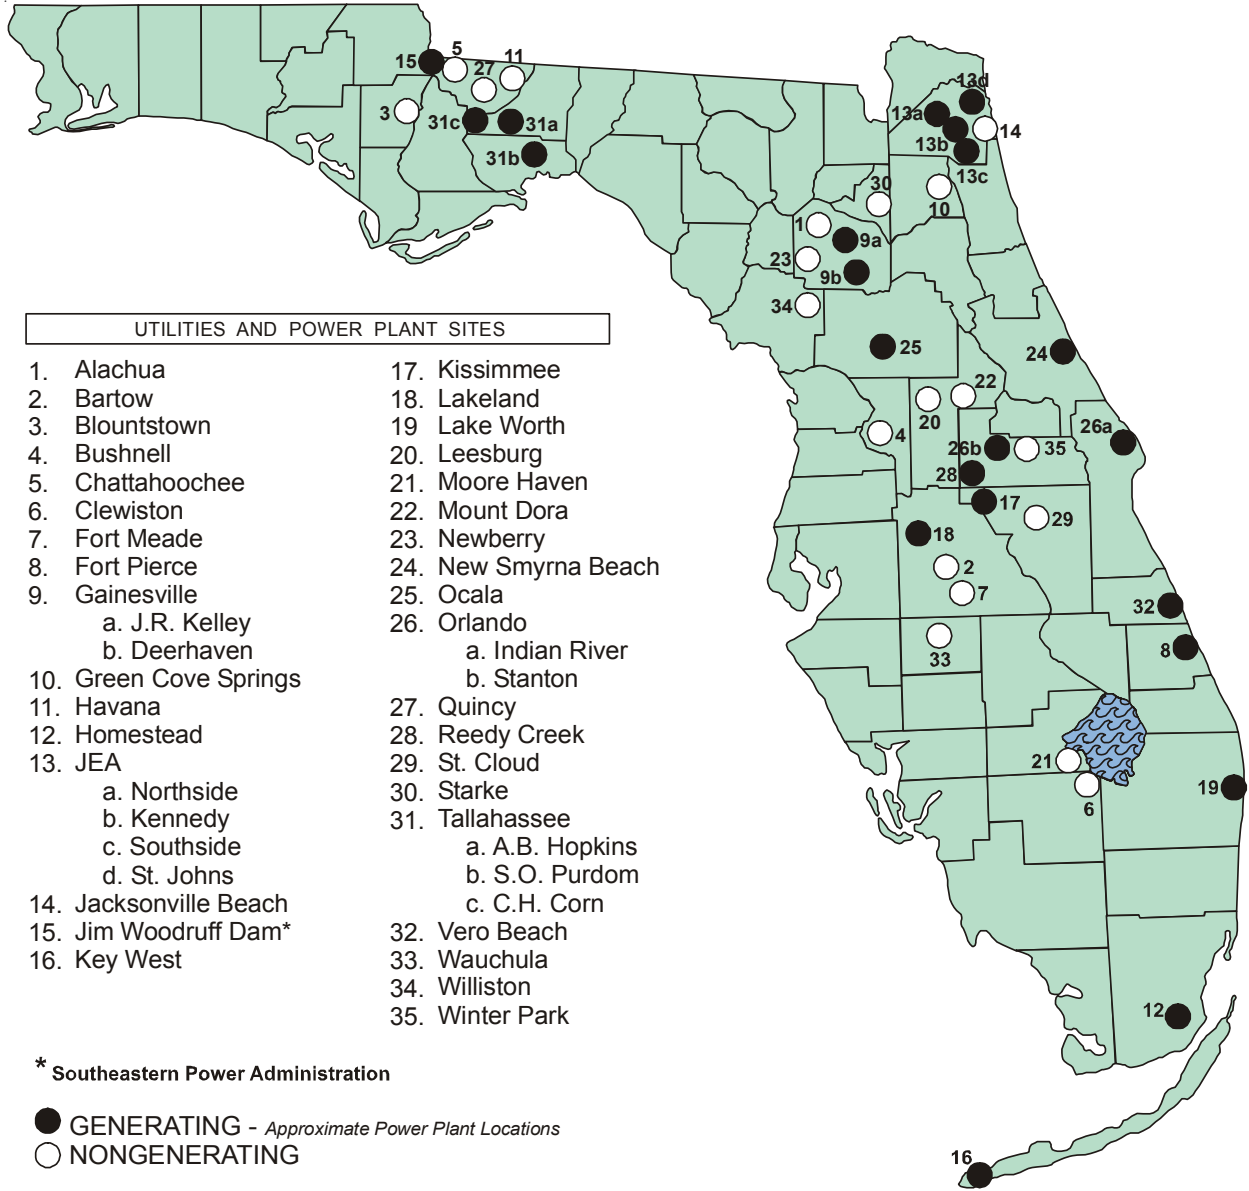 15
5
11
27
3
31c
31a
31b
13d
13a
14
13b
13c
30
10
1
9a
23
9b
34
25
24
22
20
26a
4
26b
35
28
17
29
18
2
7
32
33
8
21
19
6
12
16
UTILITIES AND POWER PLANT SITES
1. Alachua
2. Bartow
3. Blountstown
4. Bushnell
5. Chattahoochee
6. Clewiston
7. Fort Meade
8. Fort Pierce
9. Gainesville
a. J.R. Kelley
b. Deerhaven
10. Green Cove Springs
11. Havana
12. Homestead
13. JEA
a. Northside
b. Kennedy
c. Southside
d. St. Johns
14. Jacksonville Beach
15. Jim Woodruff Dam*
16. Key West
17. Kissimmee
18. Lakeland
19 Lake Worth
20. Leesburg
21. Moore Haven
22. Mount Dora
23. Newberry
24. New Smyrna Beach
25. Ocala
26. Orlando
a. Indian River
b. Stanton
27. Quincy
28. Reedy Creek
29. St. Cloud
30. Starke
31. Tallahassee
a. A.B. Hopkins
b. S.O. Purdom
c. C.H. Corn
32. Vero Beach
33. Wauchula
34. Williston
35. Winter Park
* Southeastern Power Administration
GENERATING - Approximate Power Plant Locations
NONGENERATING